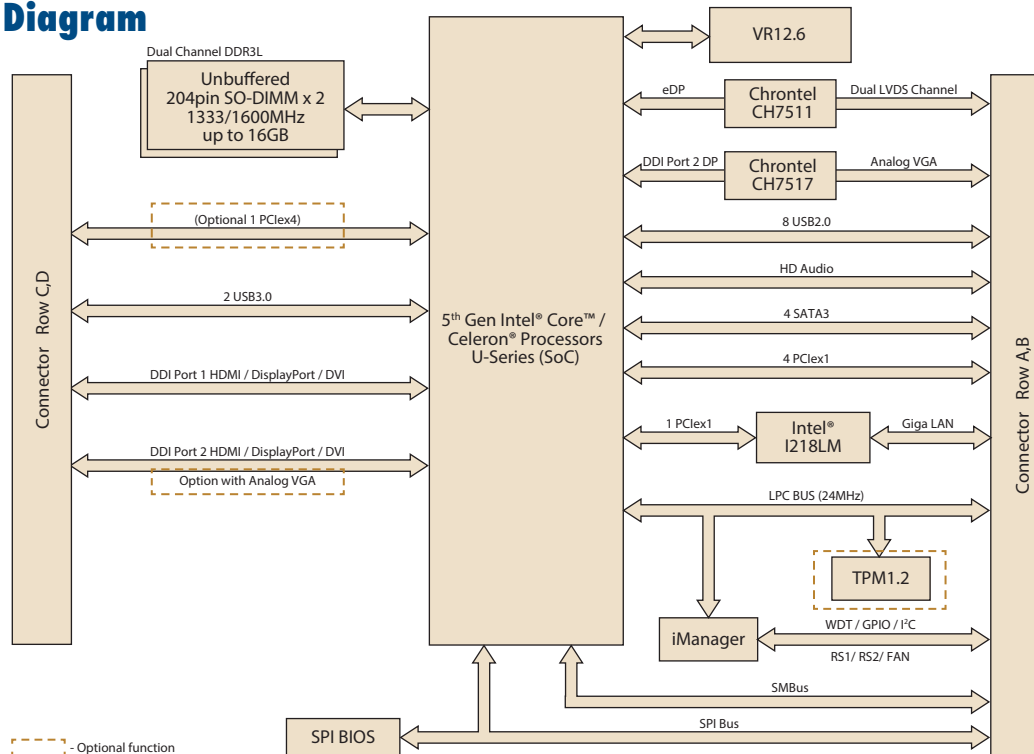 Diagram
Dual Channel DDR3L
Unbuffered
204pin SO-DIMM x 2
1333/1600MHz
up to 16GB
VR12.6
eDP
Chrontel
CH7511
Dual LVDS Channel
DDI Port 2 DP
Chrontel
CH7517
Analog VGA
(Optional 1 PCIex4)
8 USB2.0
HD Audio
2 USB3.0
4 SATA3
5th Gen Intel® Core™ /
Celeron® Processors
U-Series (SoC)
4 PCIex1
Connector Row C,D
Connector Row A,B
DDI Port 1 HDMI / DisplayPort / DVI
1 PCIex1
Intel®
I218LM
Giga LAN
DDI Port 2 HDMI / DisplayPort / DVI
Option with Analog VGA
LPC BUS (24MHz)
TPM1.2
iManager
WDT / GPIO / I²C
RS1/ RS2/ FAN
SMBus
SPI Bus
SPI BIOS
- Optional function